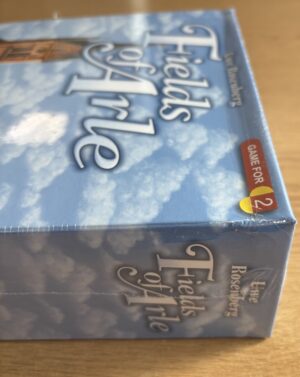 Uwe Rosenberg
Fields
of Arle
GAME FOR 2
Uwe
Rosenberg
Fields
of Arle